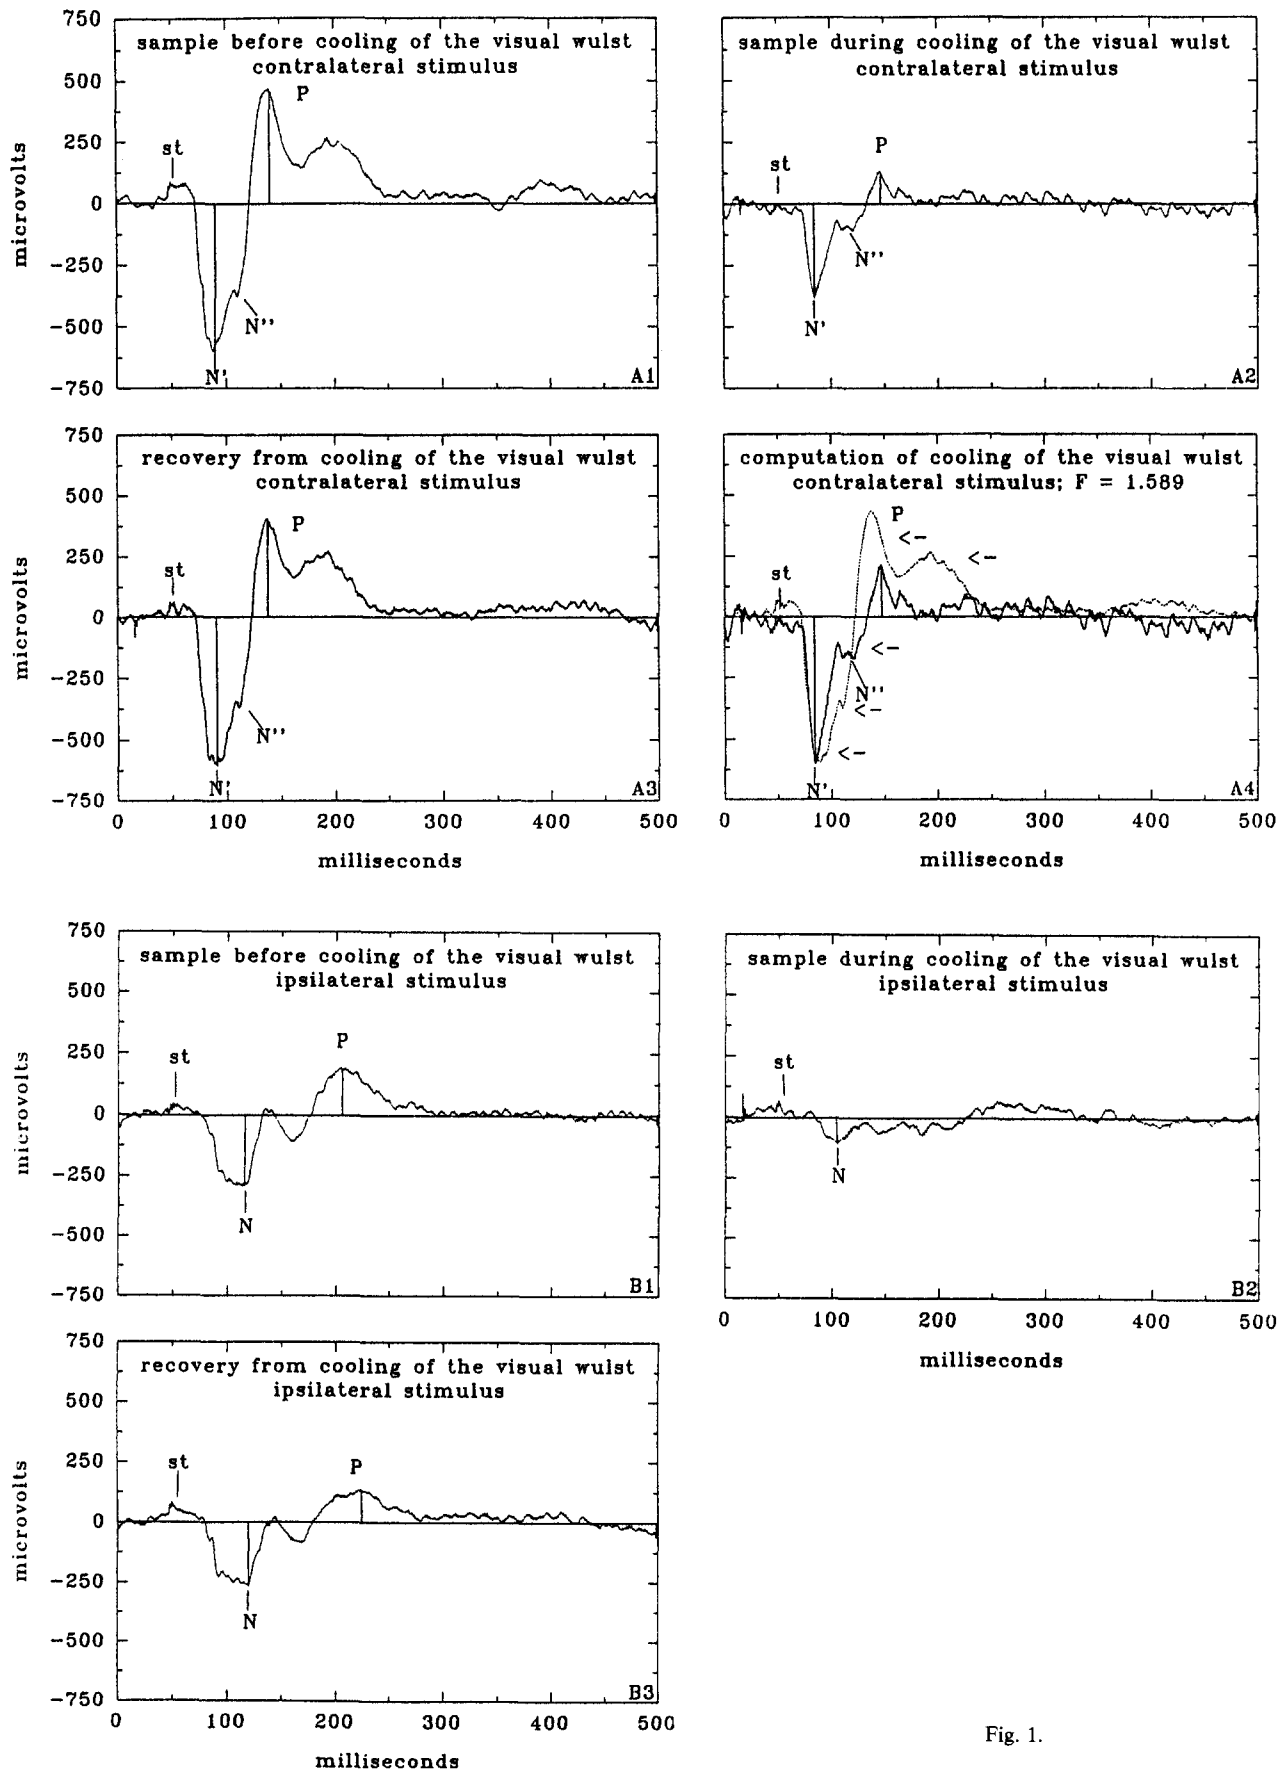 750
500
250
0
-250
-500
-750
microvolts
sample before cooling of the visual wulst
contralateral stimulus
st
P
N''
N'
A1
sample during cooling of the visual wulst
contralateral stimulus
st
P
N''
N'
A2
750
500
250
0
-250
-500
-750
microvolts
recovery from cooling of the visual wulst
contralateral stimulus
st
P
N''
N'
A3
0 100 200 300 400 500
milliseconds
computation of cooling of the visual wulst
contralateral stimulus; F = 1.589
P
<-
<-
st
<-
N''
<-
<-
N'
A4
0 100 200 300 400 500
milliseconds
750
500
250
0
-250
-500
-750
microvolts
sample before cooling of the visual wulst
ipsilateral stimulus
st
P
N
B1
sample during cooling of the visual wulst
ipsilateral stimulus
st
N
B2
0 100 200 300 400 500
milliseconds
750
500
250
0
-250
-500
-750
microvolts
recovery from cooling of the visual wulst
ipsilateral stimulus
st
P
N
B3
0 100 200 300 400 500
milliseconds
Fig. 1.